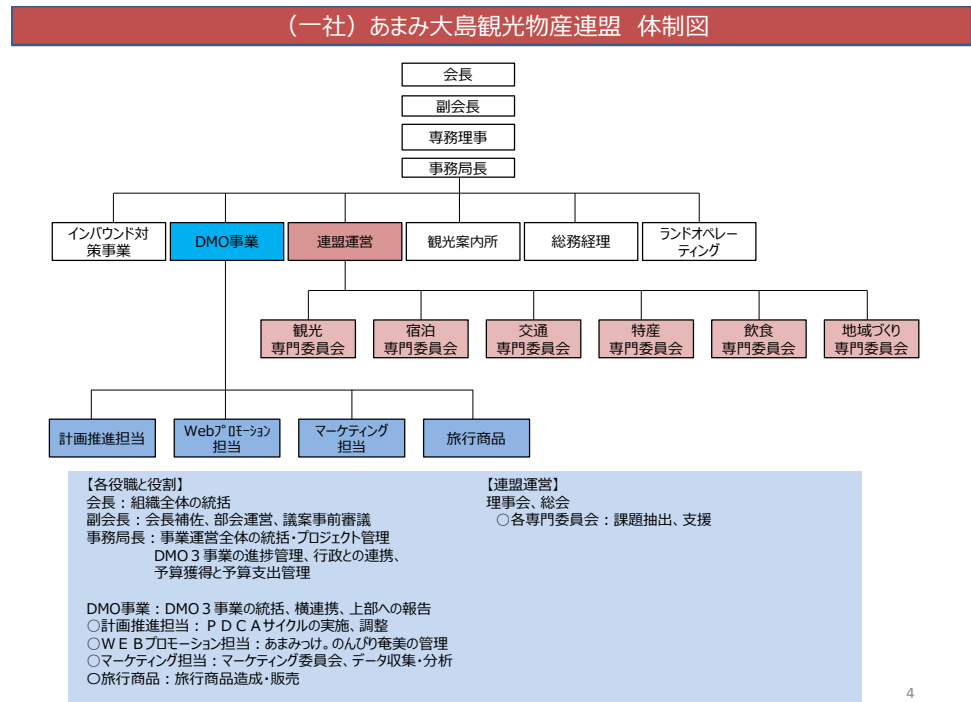 （一社）あまみ大島観光物産連盟 体制図
会長
副会長
専務理事
事務局長
インバウンド対
策事業
DMO事業
連盟運営
観光案内所
総務経理
ランドオペレー
ティング
観光
専門委員会
宿泊
専門委員会
交通
専門委員会
特産
専門委員会
飲食
専門委員会
地域づくり
専門委員会
計画推進担当
Webﾌﾟﾛﾓｰｼｮﾝ
担当
マーケティング
担当
旅行商品
【各役職と役割】
会長：組織全体の統括
副会長：会長補佐、部会運営、議案事前審議
事務局長：事業運営全体の統括・プロジェクト管理
DMO３事業の進捗管理、行政との連携、
予算獲得と予算支出管理
DMO事業：DMO３事業の統括、横連携、上部への報告
○計画推進担当：ＰＤＣＡサイクルの実施、調整
○ＷＥＢプロモーション担当：あまみっけ。のんびり奄美の管理
○マーケティング担当：マーケティング委員会、データ収集・分析
〇旅行商品：旅行商品造成・販売
【連盟運営】
理事会、総会
○各専門委員会：課題抽出、支援
4